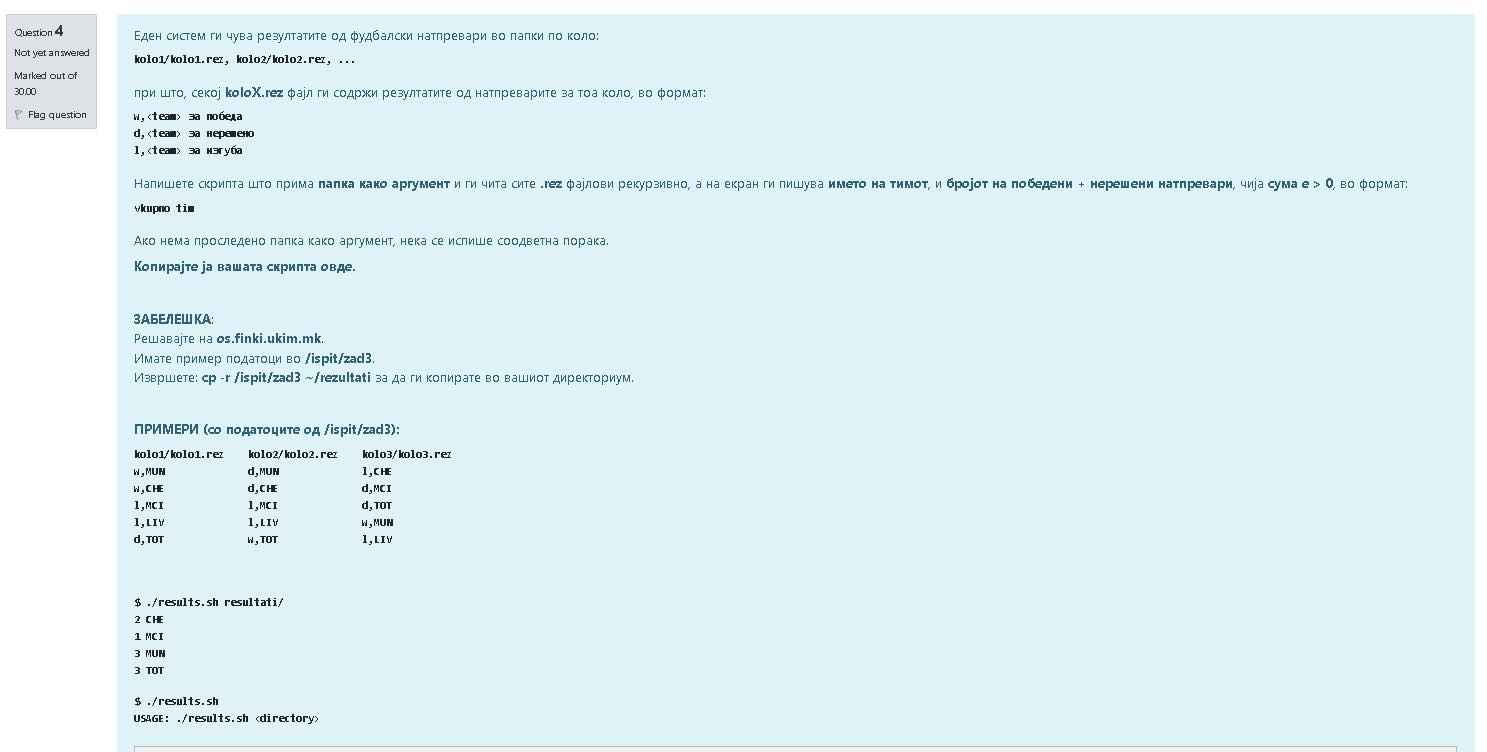 Question 4
Not yet answered
Marked out of
30.00
Flag question
Еден систем ги чува резултатите од фудбалски натпревари во папки по коло:
kolo1/kolo1.rez, kolo2/kolo2.rez, ...
при што, секој koloX.rez фајл ги содржи резултатите од натпреварите за тоа коло, во формат:
w,<team> за победа
d,<team> за нерешено
l,<team> за изгуба
Напишете скрипта што прима папка како аргумент и ги чита сите .rez фајлови рекурзивно, а на екран ги пишува името на тимот, и бројот на победени + нерешени натпревари, чија сума е > 0, во формат:
vkupno tim
Ако нема проследено папка како аргумент, нека се испише соодветна порака.
Копирајте ја вашата скрипта овде.
ЗАБЕЛЕШКА:
Решавајте на os.finki.ukim.mk.
Имате пример податоци во /ispit/zad3.
Извршете: cp -r /ispit/zad3 ~/rezultati за да ги копирате во вашиот директориум.
ПРИМЕРИ (со податоците од /ispit/zad3):
kolo1/kolo1.rez kolo2/kolo2.rez kolo3/kolo3.rez
w,MUN d,MUN l,CHE
w,CHE d,CHE d,MCI
l,MCI l,MCI d,TOT
l,LIV l,LIV w,MUN
d,TOT w,TOT l,LIV
$ ./results.sh resultati/
2 CHE
1 MCI
3 MUN
3 TOT
$ ./results.sh
USAGE: ./results.sh <directory>